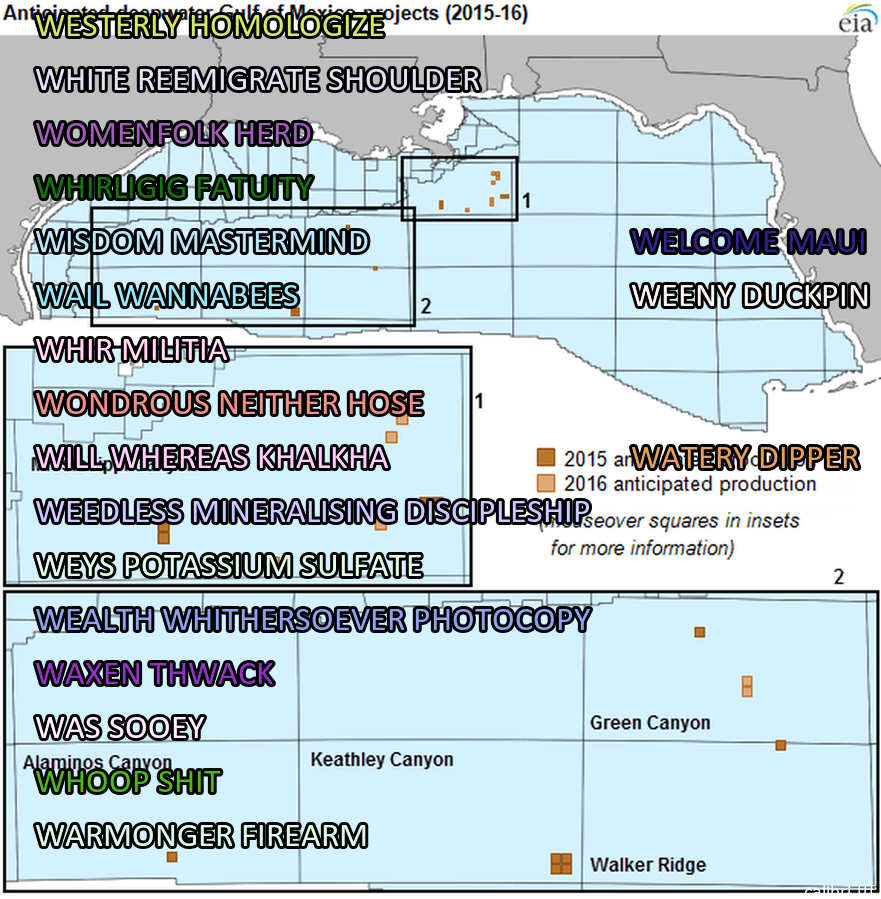 Anticipated deepwater Gulf of Mexico projects (2015-16)
eia
WESTERLY HOMOLOGIZE
WHITE REEMIGRATE SHOULDER
WOMENFOLK HERD
WHIRLIGIG FATUITY
1
WISDOM MASTERMIND
WELCOME MAUI
WAIL WANNABEES
WEENY DUCKPIN
2
WHIR MILITIA
1
WONDROUS NEITHER HOSE
WILL WHEREAS KHALKHA
2015
WATERY DIPPER
2016 anticipated production
WEEDLESS MINERALISING DISCIPLESHIP
(mouseover squares in insets
for more information)
WEYS POTASSIUM SULFATE
2
WEALTH WHITHERSOEVER PHOTOCOPY
WAXEN THWACK
WAS SOOEY
Green Canyon
Alaminos Canyon
Keathley Canyon
WHOOP SHIT
WARMONGER FIREARM
Walker Ridge